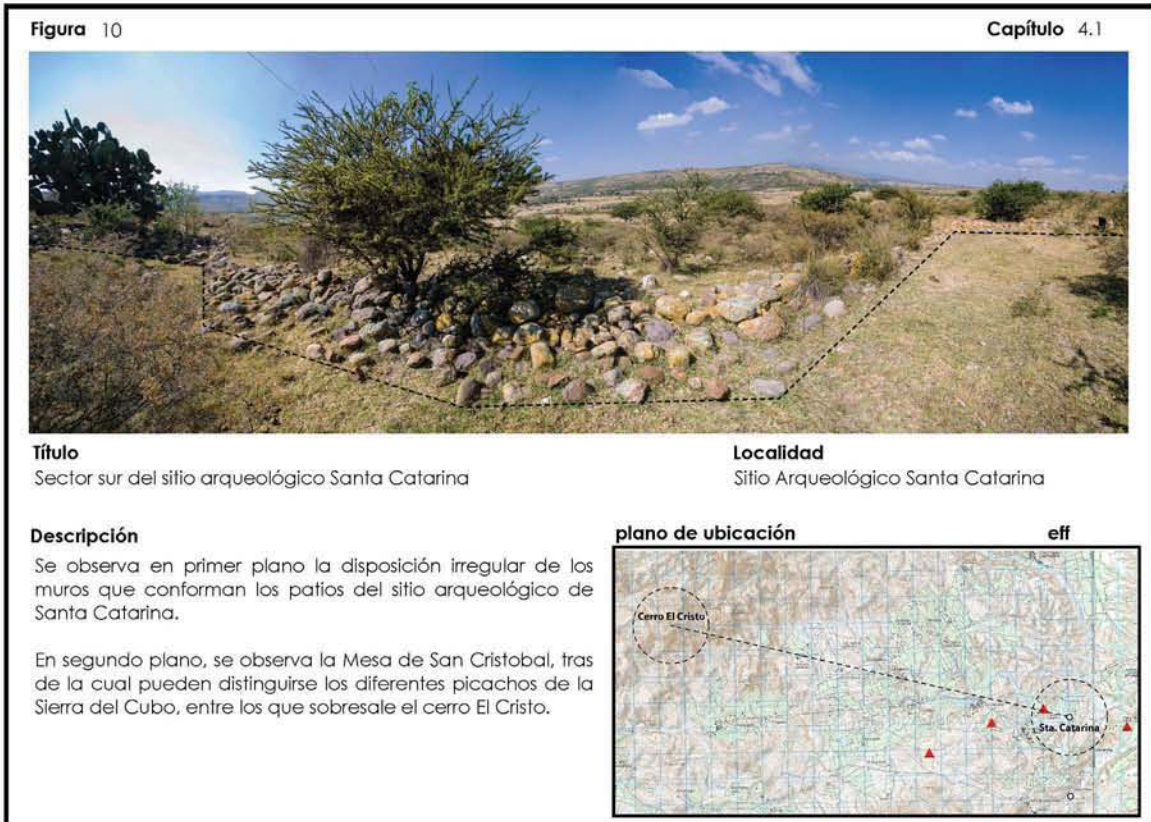 Figura 10
Capítulo 4.1
Título
Sector sur del sitio arqueológico Santa Catarina
Localidad
Sitio Arqueológico Santa Catarina
Descripción
Se observa en primer plano la disposición irregular de los
muros que conforman los patios del sitio arqueológico de
Santa Catarina.
En segundo plano, se observa la Mesa de San Cristobal, tras
de la cual pueden distinguirse los diferentes picachos de la
Sierra del Cubo, entre los que sobresale el cerro El Cristo.
plano de ubicación
eff
Cerro El Cristo
Sta. Catarina